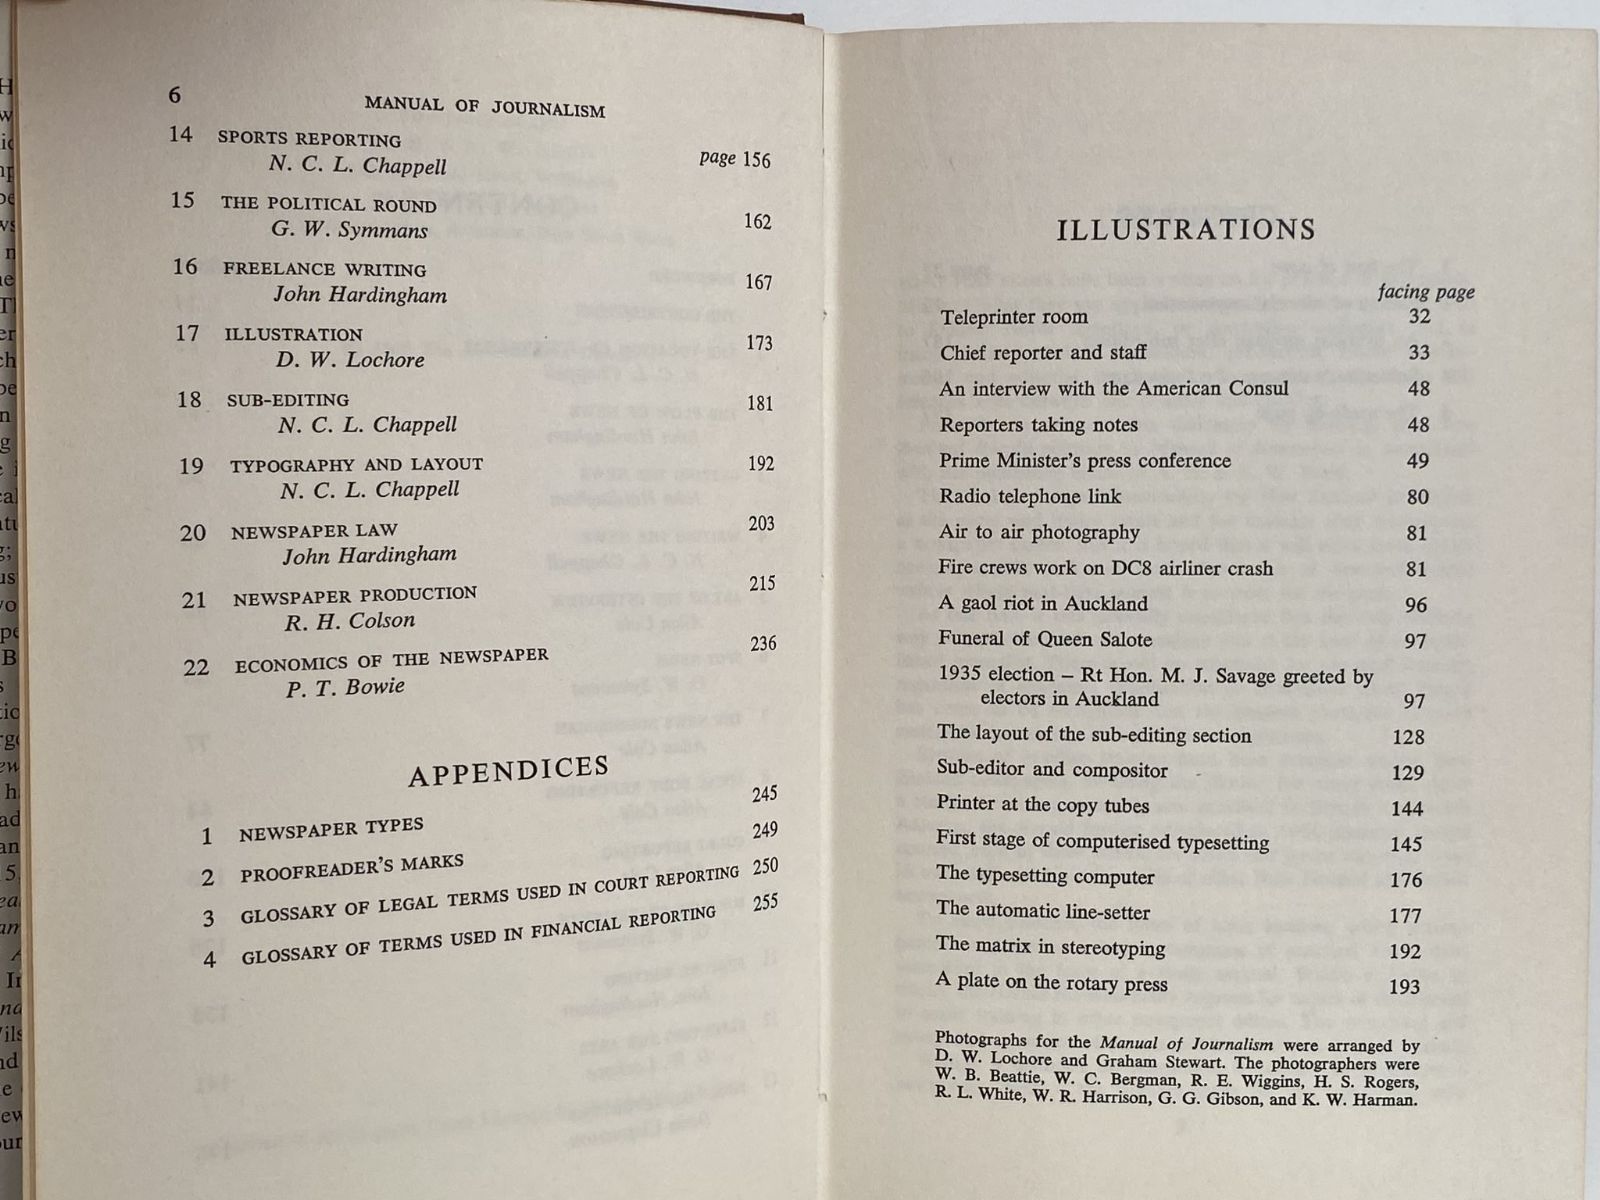 6 MANUAL OF JOURNALISM
14 SPORTS REPORTING
N. C. L. Chappell page 156
15 THE POLITICAL ROUND
G. W. Symmans 162
16 FREELANCE WRITING
John Hardingham 167
17 ILLUSTRATION
D. W. Lochore 173
18 SUB-EDITING 181
N. C. L. Chappell
19 TYPOGRAPHY AND LAYOUT 192
N. C. L. Chappell
20 NEWSPAPER LAW 203
John Hardingham
21 NEWSPAPER PRODUCTION 215
R. H. Colson
22 ECONOMICS OF THE NEWSPAPER 236
P. T. Bowie
APPENDICES
1 NEWSPAPER TYPES 245
2 PROOFREADER'S MARKS 249
3 GLOSSARY OF LEGAL TERMS USED IN COURT REPORTING 250
4 GLOSSARY OF TERMS USED IN FINANCIAL REPORTING 255
ILLUSTRATIONS
facing page
Teleprinter room 32
Chief reporter and staff 33
An interview with the American Consul 48
Reporters taking notes 48
Prime Minister's press conference 49
Radio telephone link 80
Air to air photography 81
Fire crews work on DC8 airliner crash 81
A gaol riot in Auckland 96
Funeral of Queen Salote 97
1935 election – Rt Hon. M. J. Savage greeted by
electors in Auckland 97
The layout of the sub-editing section 128
Sub-editor and compositor 129
Printer at the copy tubes 144
First stage of computerised typesetting 145
The typesetting computer 176
The automatic line-setter 177
The matrix in stereotyping 192
A plate on the rotary press 193
Photographs for the Manual of Journalism were arranged by
D. W. Lochore and Graham Stewart. The photographers were
W. B. Beattie, W. C. Bergman, R. E. Wiggins, H. S. Rogers,
R. L. White, W. R. Harrison, G. G. Gibson, and K. W. Harman.